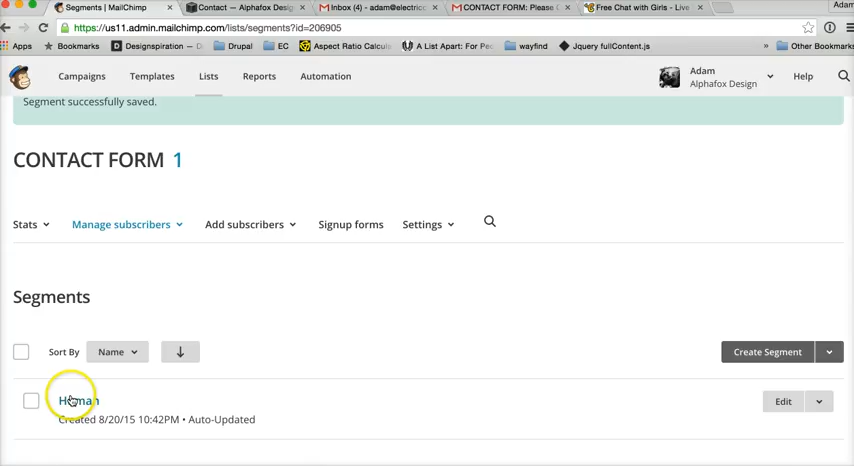 Segments | MailChimp
Contact — Alphafox Desig
Inbox (4) - adam@electricc
CONTACT FORM: Please C
Free Chat with Girls - Live
Adam
https://us11.admin.mailchimp.com/lists/segments?id=206905
Apps
Bookmarks
Designspiration — D
Drupal
EC
Aspect Ratio Calcula
A List Apart: For Peo
wayfind
Jquery fullContent.js
»
Other Bookmarks
Campaigns
Templates
Lists
Reports
Automation
Adam
Alphafox Design
Help
Segment successfully saved.
CONTACT FORM 1
Stats
Manage subscribers
Add subscribers
Signup forms
Settings
Segments
Sort By
Name
Create Segment
Human
Created 8/20/15 10:42PM • Auto-Updated
Edit